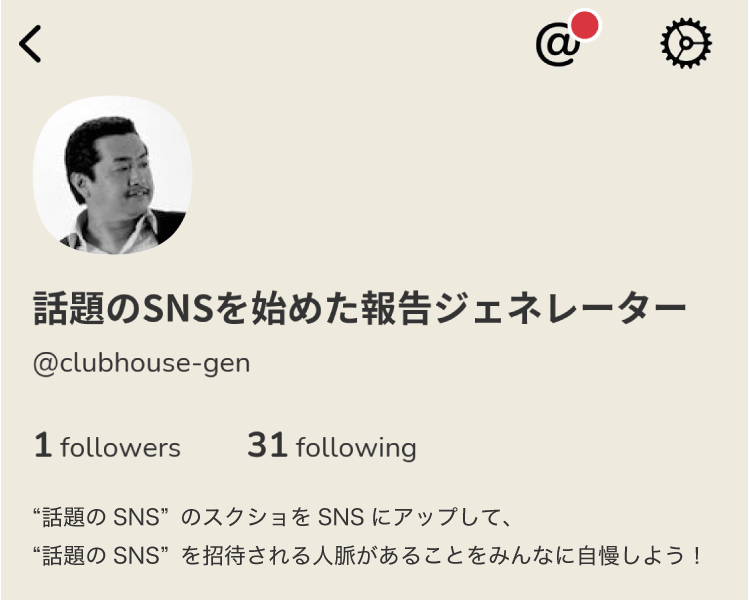 @
話題のSNSを始めた報告ジェネレーター
@clubhouse-gen
1 followers 31 following
“話題の SNS” のスクショを SNS にアップして、
“話題の SNS” を招待される人脈があることをみんなに自慢しよう！